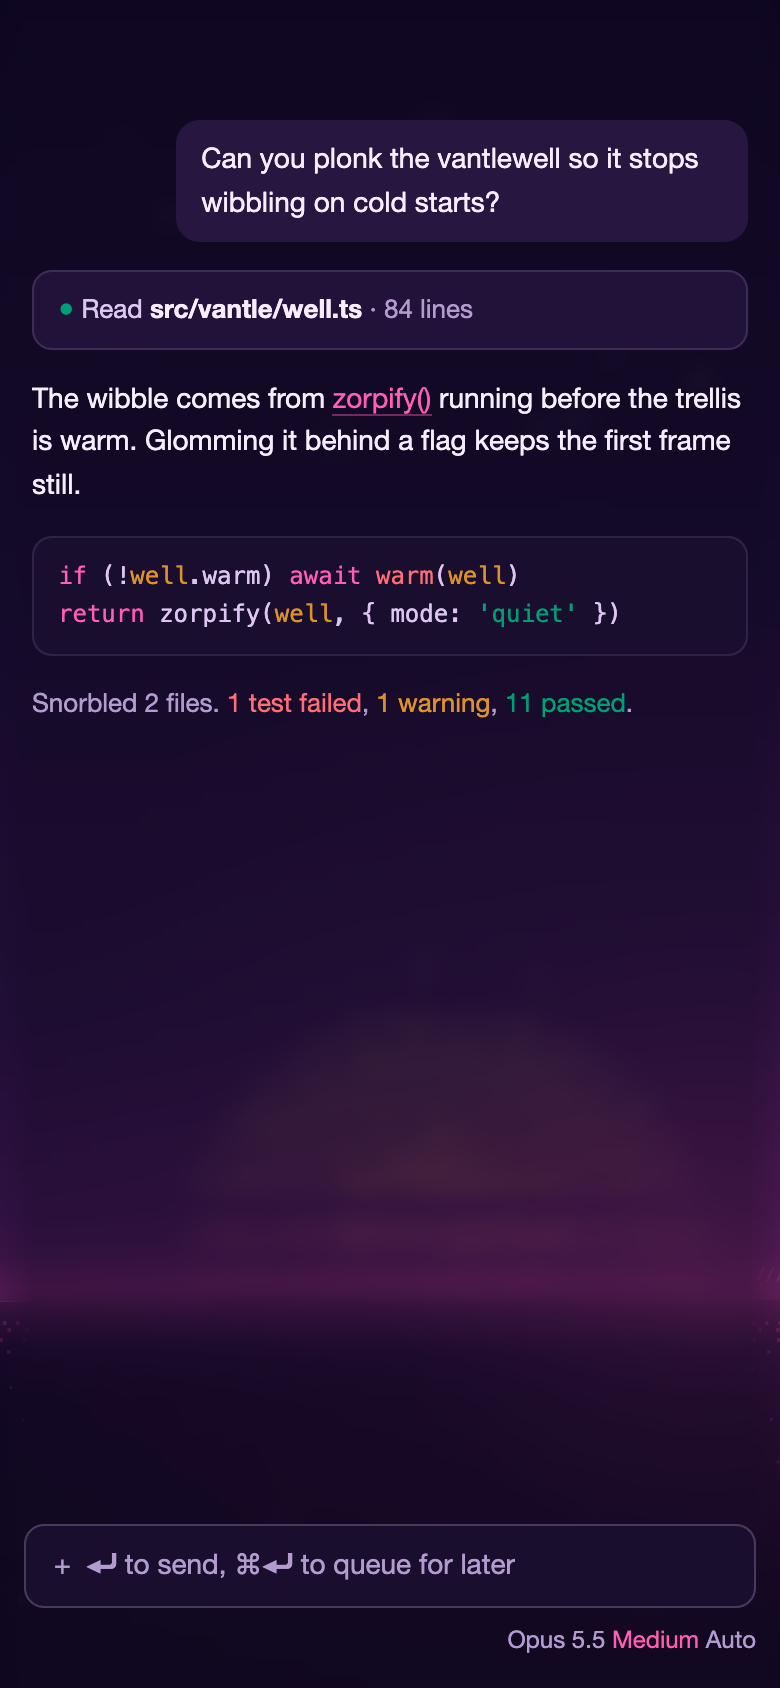 Can you plonk the vantlewell so it stops
wibbling on cold starts?
Read src/vantle/well.ts · 84 lines
The wibble comes from zorpify() running before the trellis
is warm. Glomming it behind a flag keeps the first frame
still.
if (!well.warm) await warm(well)
return zorpify(well, { mode: 'quiet' })
Snorbled 2 files. 1 test failed, 1 warning, 11 passed.
+ ↵ to send, ⌘↵ to queue for later
Opus 5.5 Medium Auto